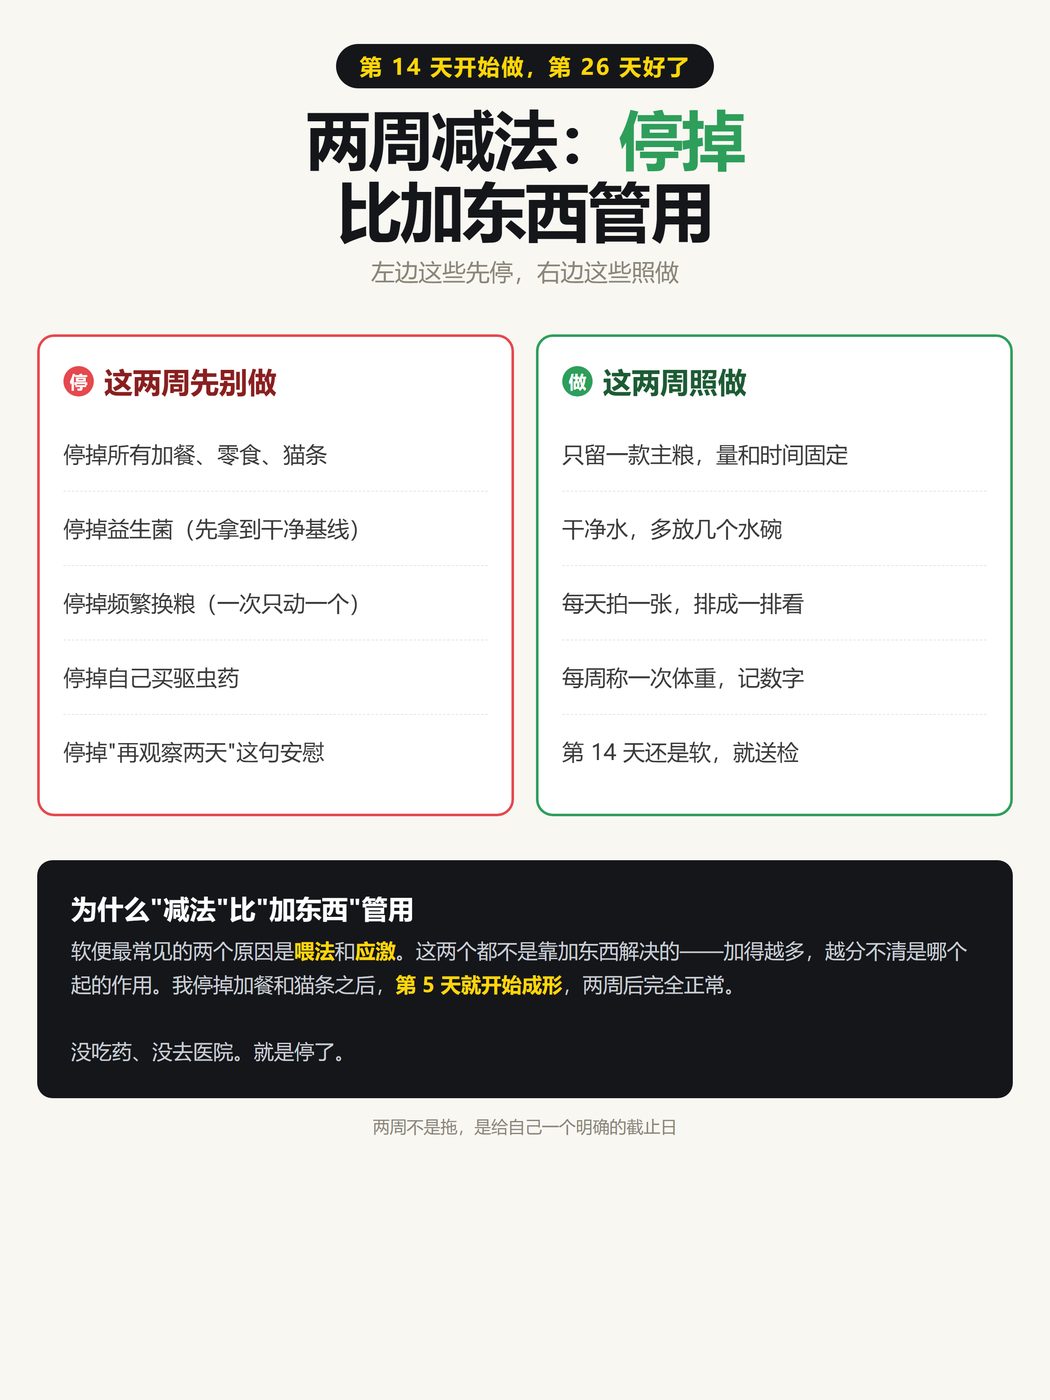 第 14 天开始做，第 26 天好了
两周减法：停掉
比加东西管用
左边这些先停，右边这些照做
停 这两周先别做
停掉所有加餐、零食、猫条
停掉益生菌（先拿到干净基线）
停掉频繁换粮（一次只动一个）
停掉自己买驱虫药
停掉"再观察两天"这句安慰
做 这两周照做
只留一款主粮，量和时间固定
干净水，多放几个水碗
每天拍一张，排成一排看
每周称一次体重，记数字
第 14 天还是软，就送检
为什么"减法"比"加东西"管用
软便最常见的两个原因是喂法和应激。这两个都不是靠加东西解决的——加得越多，越分不清是哪个
起的作用。我停掉加餐和猫条之后，第 5 天就开始成形，两周后完全正常。
没吃药、没去医院。就是停了。
两周不是拖，是给自己一个明确的截止日